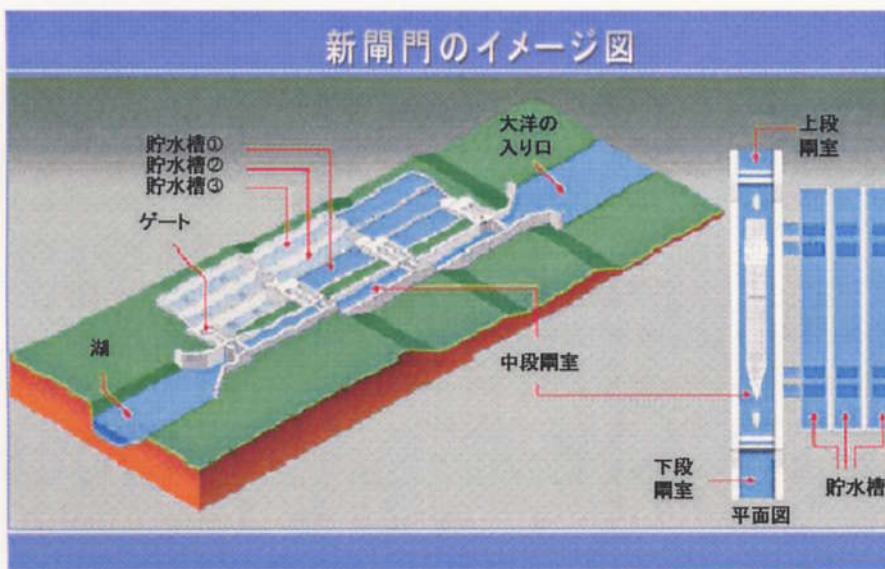 新閘門のイメージ図
貯水槽①
貯水槽②
貯水槽③
ゲート
湖
大洋の
入り口
中段閘室
上段
閘室
下段
閘室
貯水槽
平面図